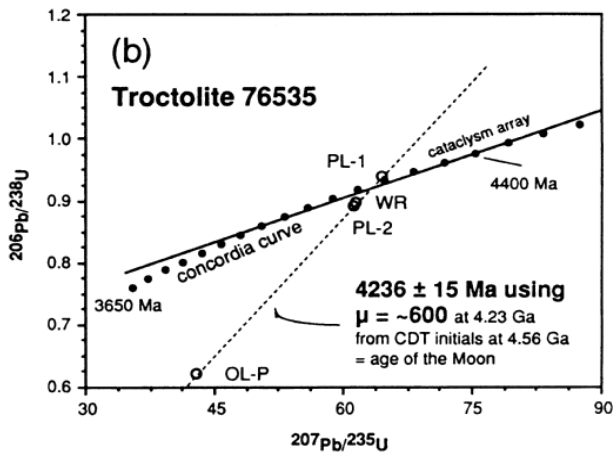 (b)
Troctolite 76535
1.2
1.1
1.0
0.9
0.8
0.7
0.6
206Pb/238U
PL-1
cataclysm array
4400 Ma
WR
PL-2
concordia curve
3650 Ma
4236 ± 15 Ma using
μ = ~600 at 4.23 Ga
from CDT initials at 4.56 Ga
= age of the Moon
OL-P
30 45 60 75 90
207Pb/235U